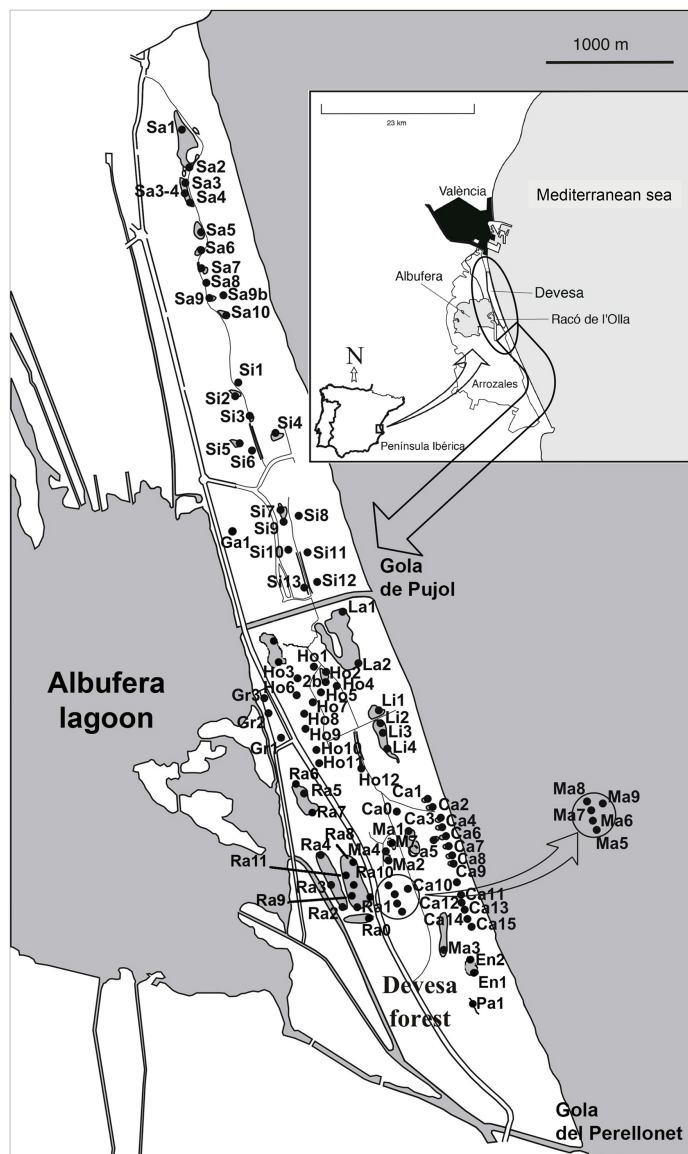 1000 m
23 km
València
Mediterranean sea
Albufera
Devesa
Racó de l'Olla
N
Arrozales
Península Ibérica
Sa1
Sa2
Sa3
Sa3-4
Sa4
Sa5
Sa6
Sa7
Sa8
Sa9
Sa9b
Sa10
Si1
Si2
Si3
Si4
Si5
Si6
Si7
Si8
Si9
Ga1
Si10
Si11
Si12
Si13
Gola
de Pujol
La1
La2
Albufera
lagoon
Ho1
Ho2
Ho3
2b
Ho4
Ho5
Ho6
Ho7
Ho8
Ho9
Ho10
Ho11
Ho12
Gr3
Gr2
Gr1
Li1
Li2
Li3
Li4
Ra6
Ra5
Ra7
Ra8
Ra4
Ra11
Ra10
Ra3
Ra9
Ra2
Ra1
Ra0
Ca0
Ca1
Ca2
Ca3
Ca4
Ca5
Ca6
Ca7
Ca8
Ca9
Ca10
Ca11
Ca12
Ca13
Ca14
Ca15
Ma1
Ma4
Ma2
Ma3
Ma8
Ma9
Ma7
Ma6
Ma5
En2
En1
Pa1
Devesa
forest
Gola
del Perellonet